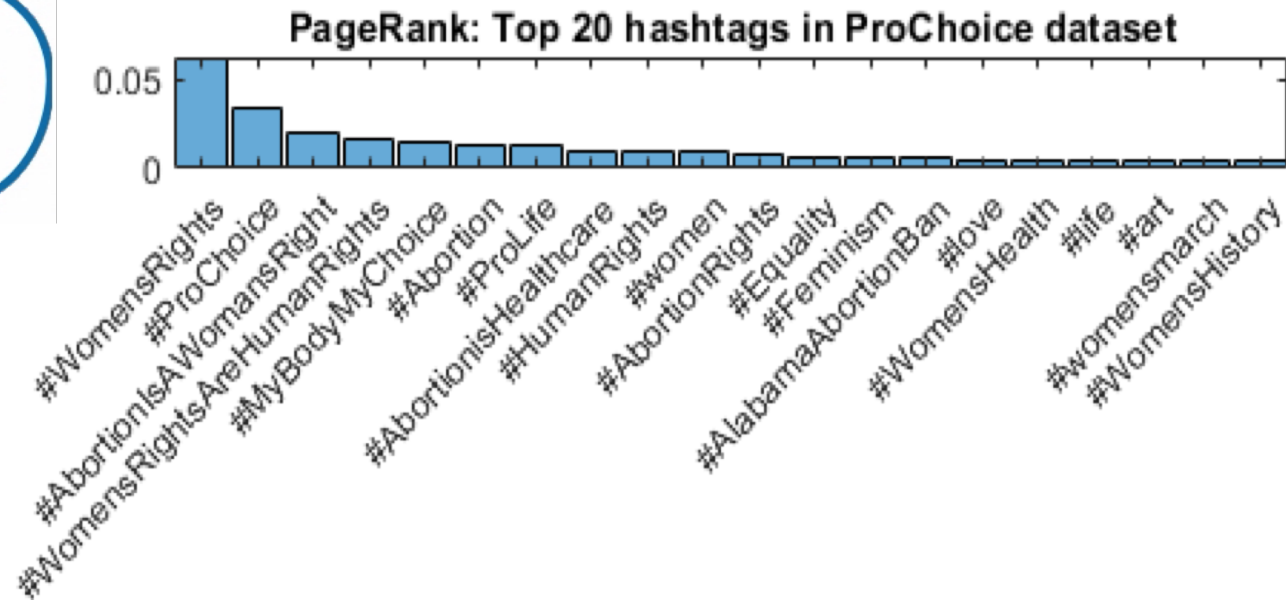 PageRank: Top 20 hashtags in ProChoice dataset
0.05
0
#WomensRights
#ProChoice
#AbortionIsAWomansRight
#WomensRightsAreHumanRights
#MyBodyMyChoice
#Abortion
#ProLife
#AbortionisHealthcare
#HumanRights
#women
#AbortionRights
#Equality
#Feminism
#AlabamaAbortionBan
#love
#WomensHealth
#life
#art
#womensmarch
#WomensHistory